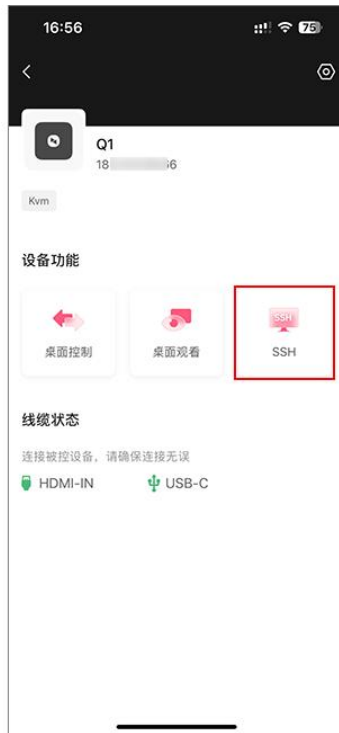 16:56
75
Q1
18 6
Kvm
设备功能
SSH
桌面控制 桌面观看 SSH
线缆状态
连接被控设备，请确保连接无误
HDMI-IN USB-C